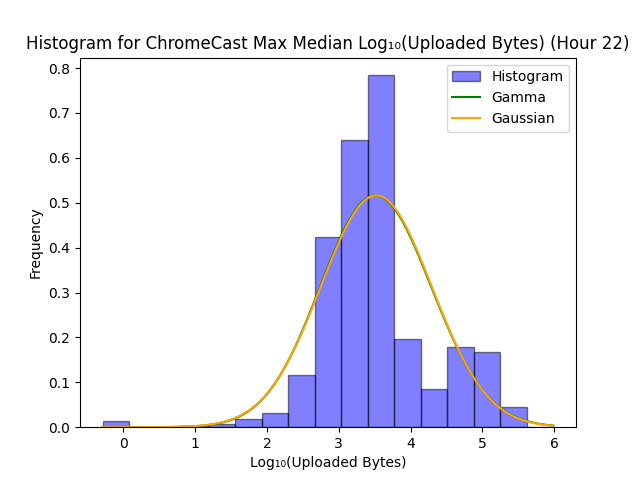 Histogram for ChromeCast Max Median Log₁₀(Uploaded Bytes) (Hour 22)
Histogram
Gamma
Gaussian
Frequency
0.8
0.7
0.6
0.5
0.4
0.3
0.2
0.1
0.0
0 1 2 3 4 5 6
Log₁₀(Uploaded Bytes)